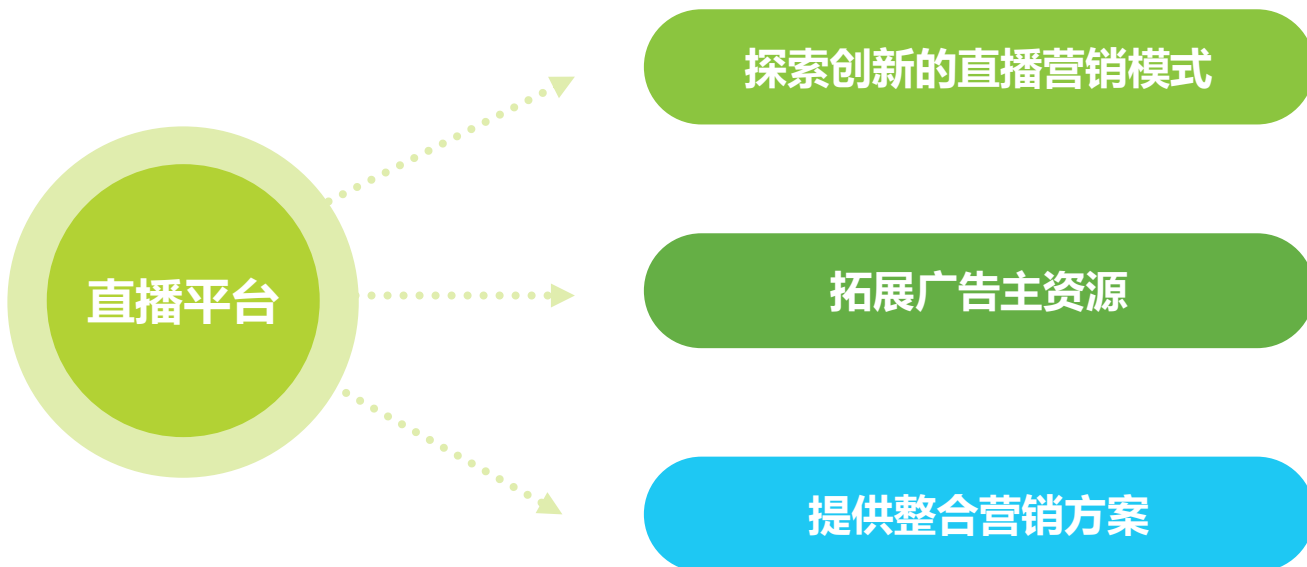 探索创新的直播营销模式
直播平台
拓展广告主资源
提供整合营销方案